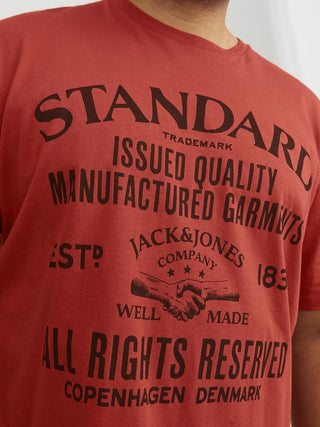 STANDARD
TRADEMARK
ISSUED QUALITY
MANUFACTURED GARMENTS
JACK&JONES
COMPANY
ESTD 183
WELL MADE
ALL RIGHTS RESERVED
COPENHAGEN DENMARK